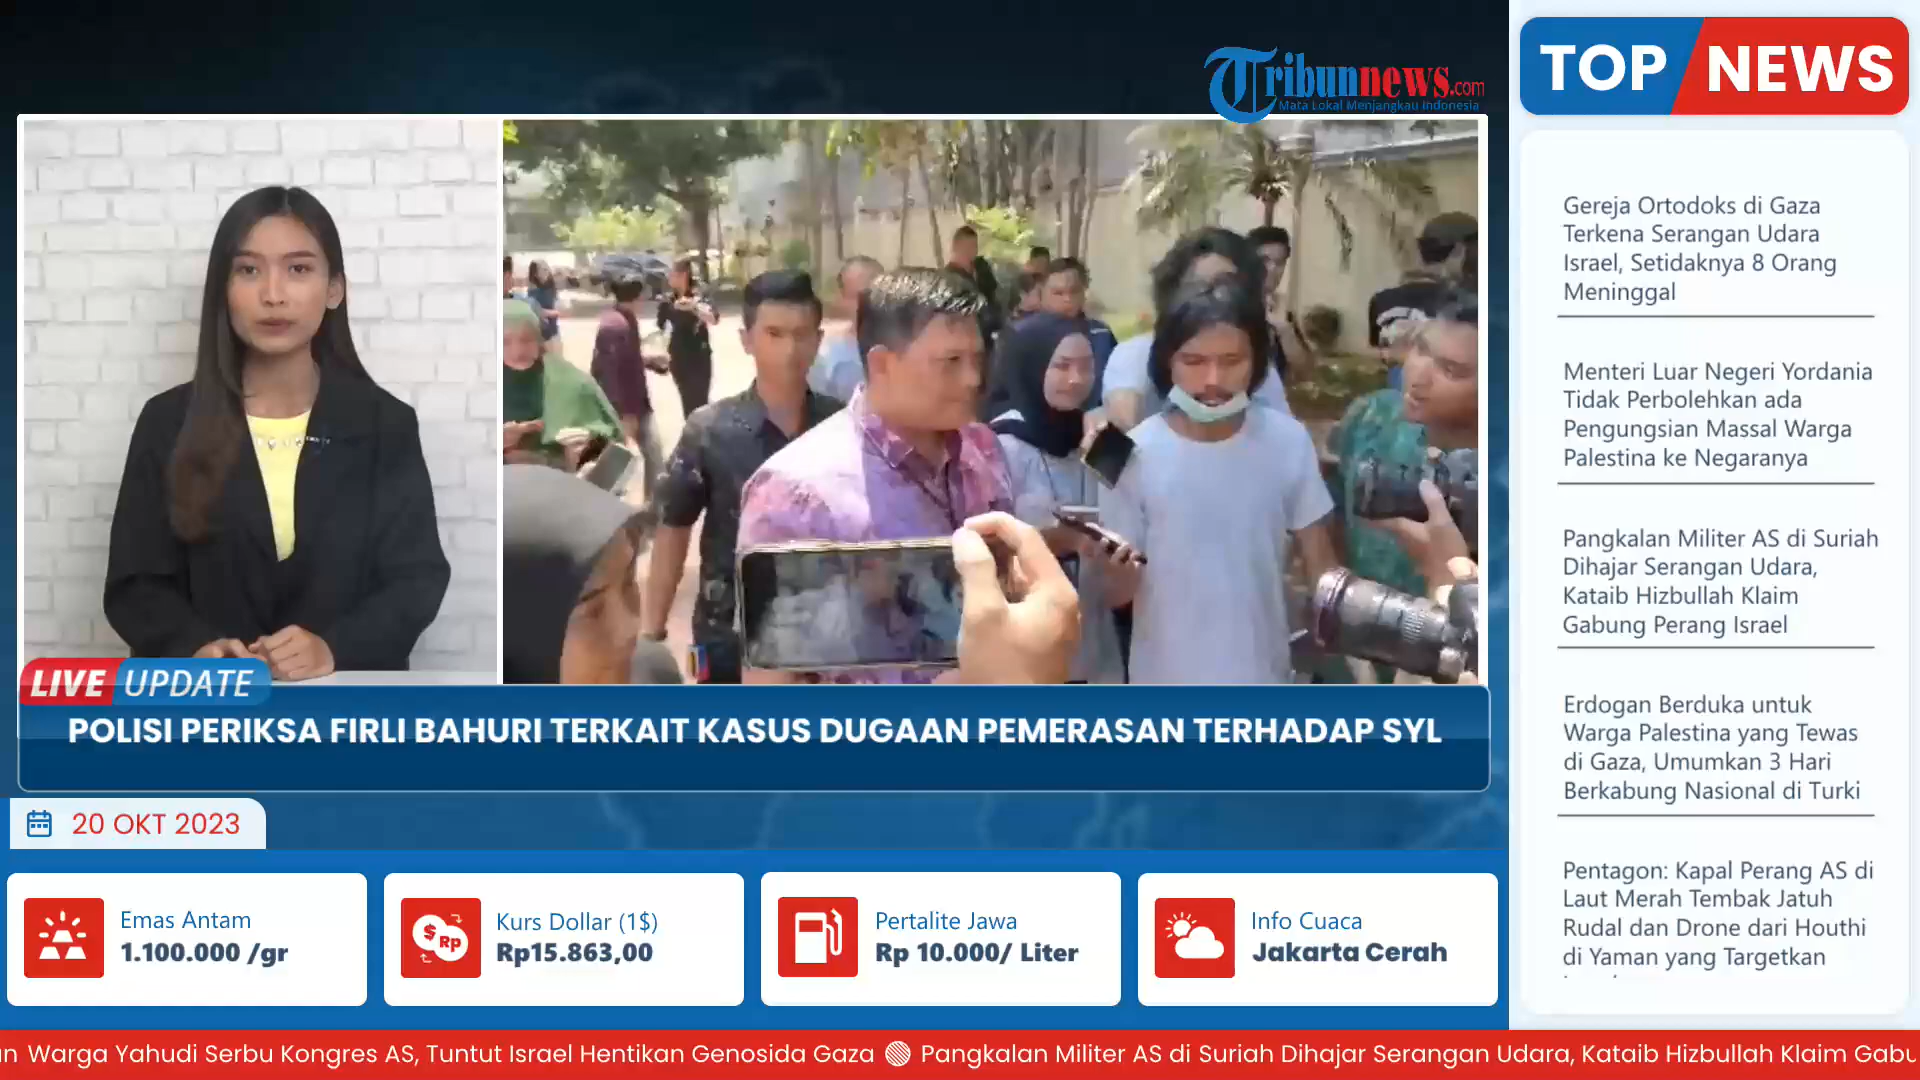 Tribunnews.com
Mata Lokal Menjangkau Indonesia
TOP NEWS
Gereja Ortodoks di Gaza
Terkena Serangan Udara
Israel, Setidaknya 8 Orang
Meninggal
Menteri Luar Negeri Yordania
Tidak Perbolehkan ada
Pengungsian Massal Warga
Palestina ke Negaranya
Pangkalan Militer AS di Suriah
Dihajar Serangan Udara,
Kataib Hizbullah Klaim
Gabung Perang Israel
Erdogan Berduka untuk
Warga Palestina yang Tewas
di Gaza, Umumkan 3 Hari
Berkabung Nasional di Turki
Pentagon: Kapal Perang AS di
Laut Merah Tembak Jatuh
Rudal dan Drone dari Houthi
di Yaman yang Targetkan
LIVE UPDATE
POLISI PERIKSA FIRLI BAHURI TERKAIT KASUS DUGAAN PEMERASAN TERHADAP SYL
20 OKT 2023
Emas Antam
1.100.000 /gr
Kurs Dollar (1$)
Rp15.863,00
Pertalite Jawa
Rp 10.000/ Liter
Info Cuaca
Jakarta Cerah
Warga Yahudi Serbu Kongres AS, Tuntut Israel Hentikan Genosida Gaza Pangkalan Militer AS di Suriah Dihajar Serangan Udara, Kataib Hizbullah Klaim